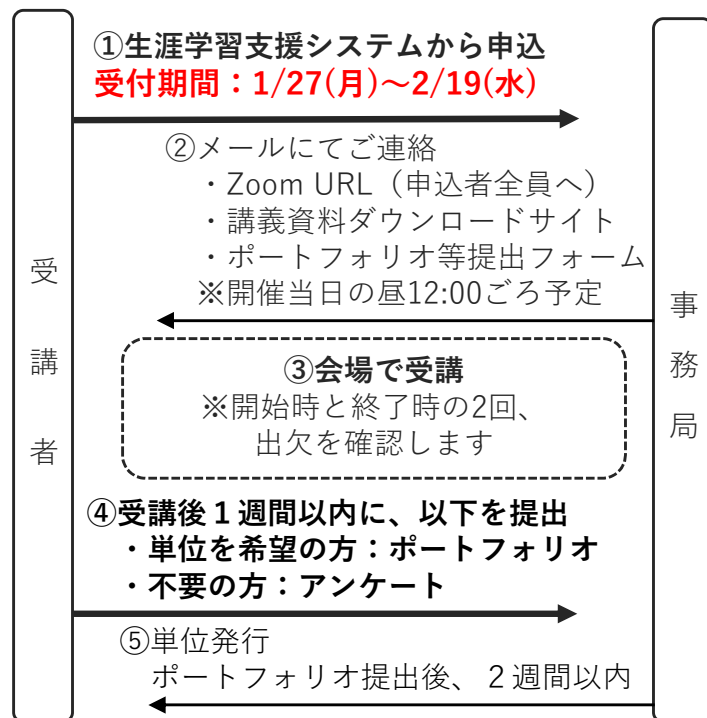 ①生涯学習支援システムから申込
受付期間：1/27(月)～2/19(水)
②メールにてご連絡
・Zoom URL（申込者全員へ）
・講義資料ダウンロードサイト
・ポートフォリオ等提出フォーム
※開催当日の昼12:00ごろ予定
受講者
事務局
③会場で受講
※開始時と終了時の2回、
出欠を確認します
④受講後１週間以内に、以下を提出
・単位を希望の方：ポートフォリオ
・不要の方：アンケート
⑤単位発行
ポートフォリオ提出後、２週間以内